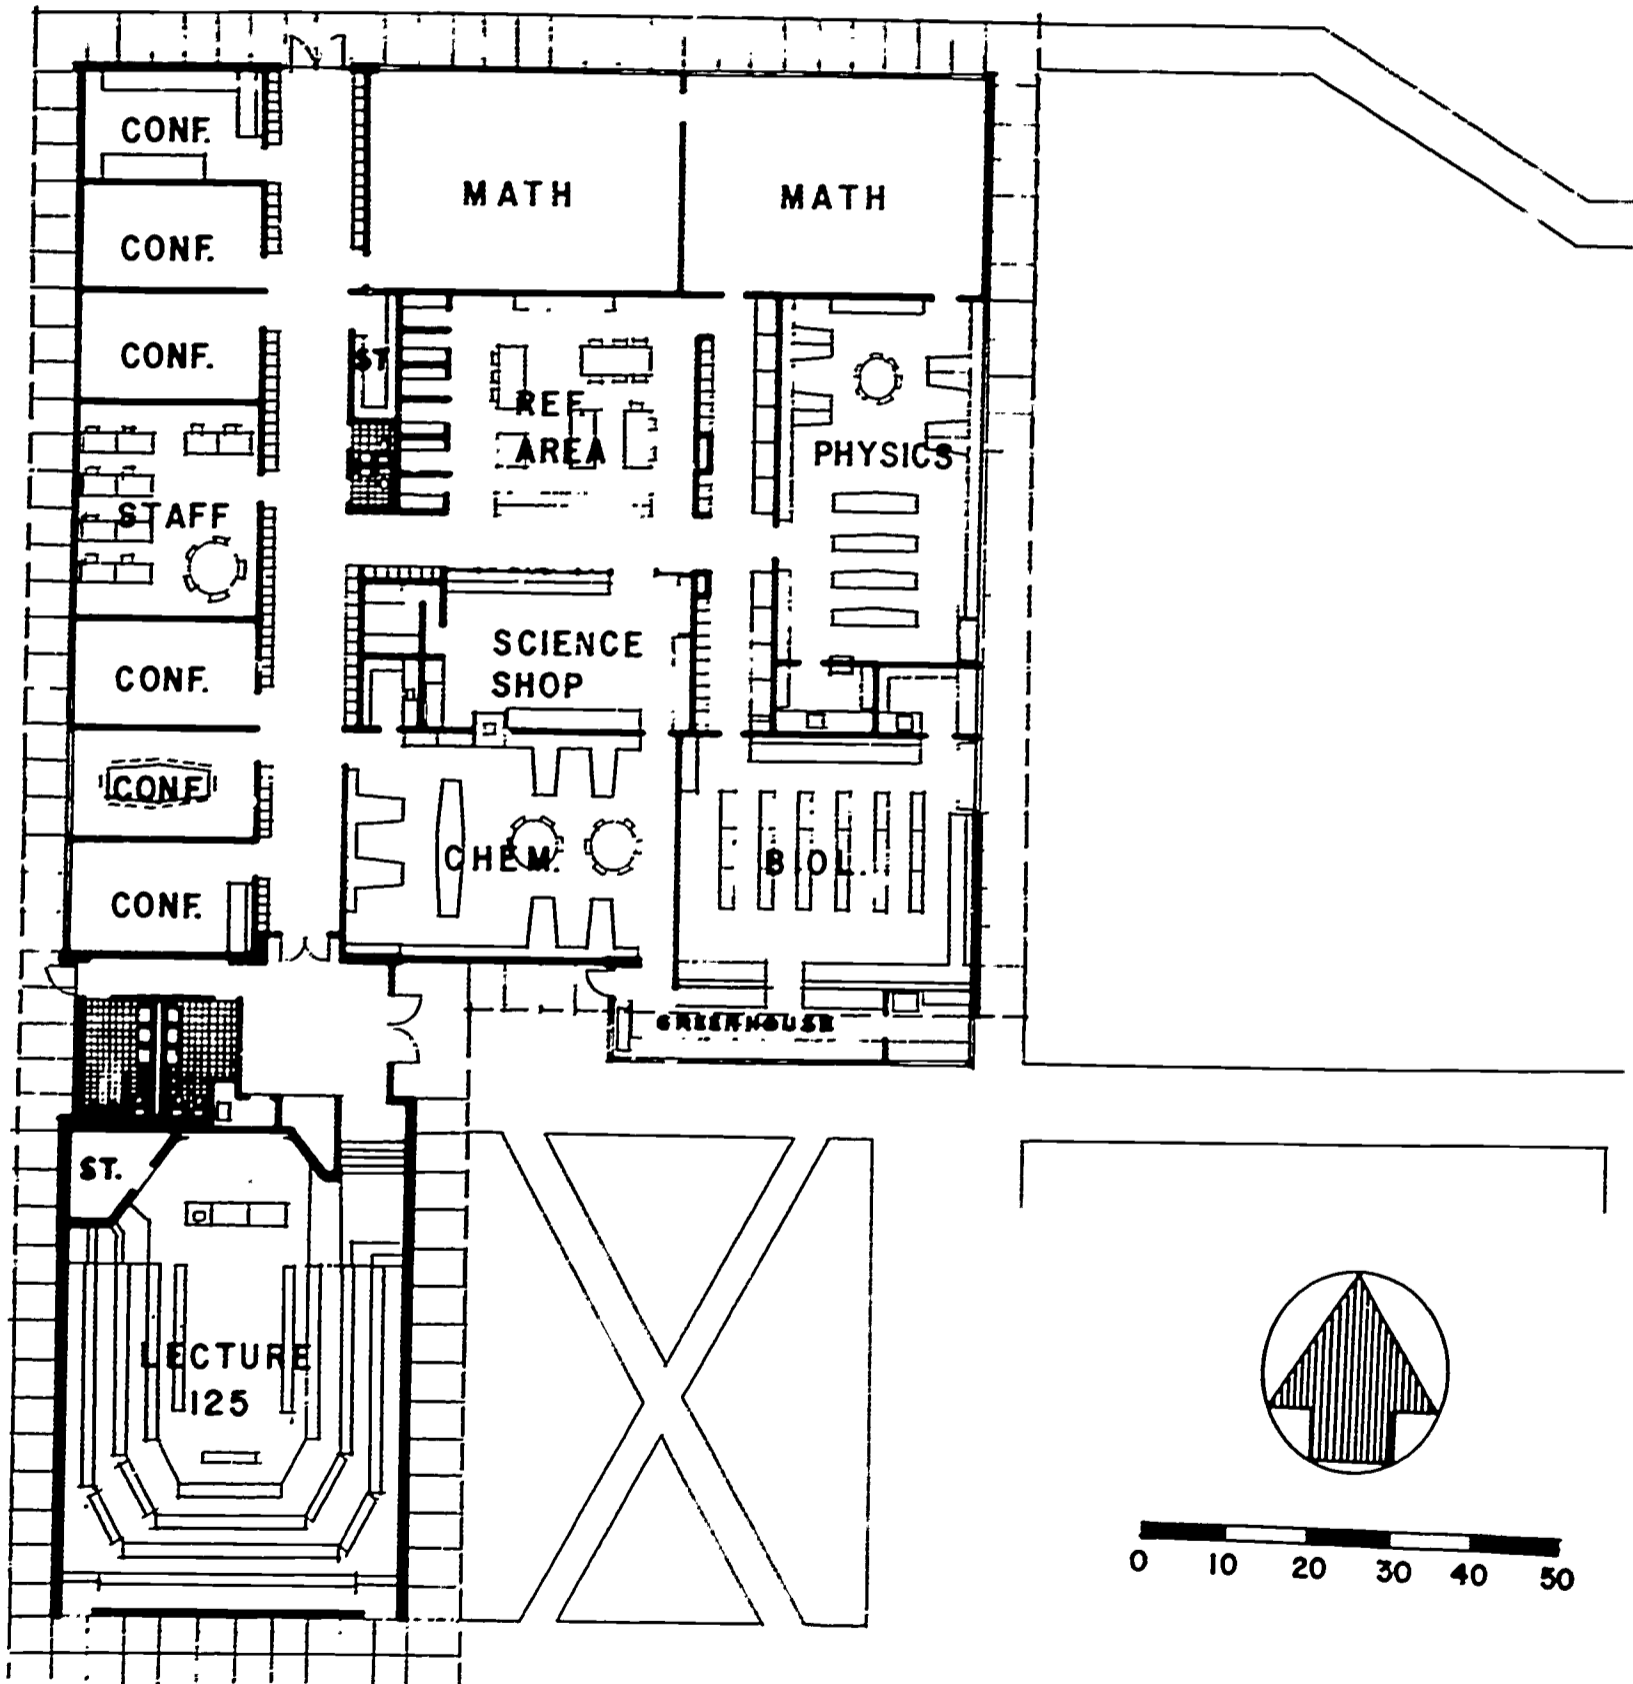 CONF.
MATH
MATH
CONF.
CONF.
ST
REF.
AREA
PHYSICS
STAFF
CONF.
SCIENCE
SHOP
CONF.
CHEM.
BIOL.
CONF.
GREENHOUSE
ST.
LECTURE
125
0 10 20 30 40 50